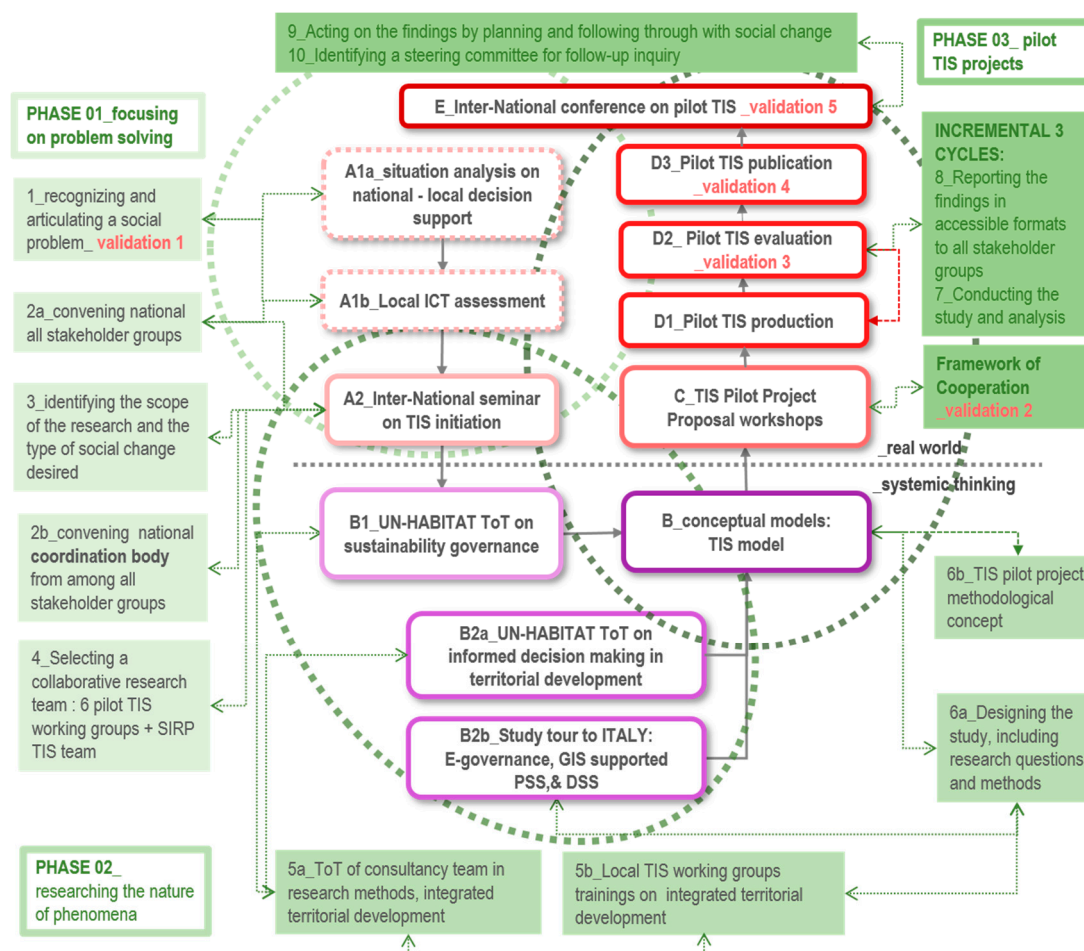 9_Acting on the findings by planning and following through with social change
10_Identifying a steering committee for follow-up inquiry
PHASE 03_ pilot
TIS projects
E_Inter-National conference on pilot TIS _validation 5
PHASE 01_focusing
on problem solving
INCREMENTAL 3
CYCLES:
8_Reporting the
findings in
accessible formats
to all stakeholder
groups
7_Conducting the
study and analysis
A1a_situation analysis on
national - local decision
support
D3_Pilot TIS publication
_validation 4
1_recognizing and
articulating a social
problem_ validation 1
D2_ Pilot TIS evaluation
_validation 3
A1b_Local ICT assessment
D1_Pilot TIS production
2a_convening national
all stakeholder groups
Framework of
Cooperation
_validation 2
A2_Inter-National seminar
on TIS initiation
C_TIS Pilot Project
Proposal workshops
3_identifying the scope
of the research and the
type of social change
desired
_real world
_systemic thinking
B1_UN-HABITAT ToT on
sustainability governance
B_conceptual models:
TIS model
2b_convening national
coordination body
from among all
stakeholder groups
6b_TIS pilot project
methodological
concept
B2a_UN-HABITAT ToT on
informed decision making in
territorial development
4_Selecting a
collaborative research
team : 6 pilot TIS
working groups + SIRP
TIS team
6a_Designing the
study, including
research questions
and methods
B2b_Study tour to ITALY:
E-governance, GIS supported
PSS,& DSS
PHASE 02_
researching the nature
of phenomena
5a_ToT of consultancy team in
research methods, integrated
territorial development
5b_Local TIS working groups
trainings on integrated territorial
development